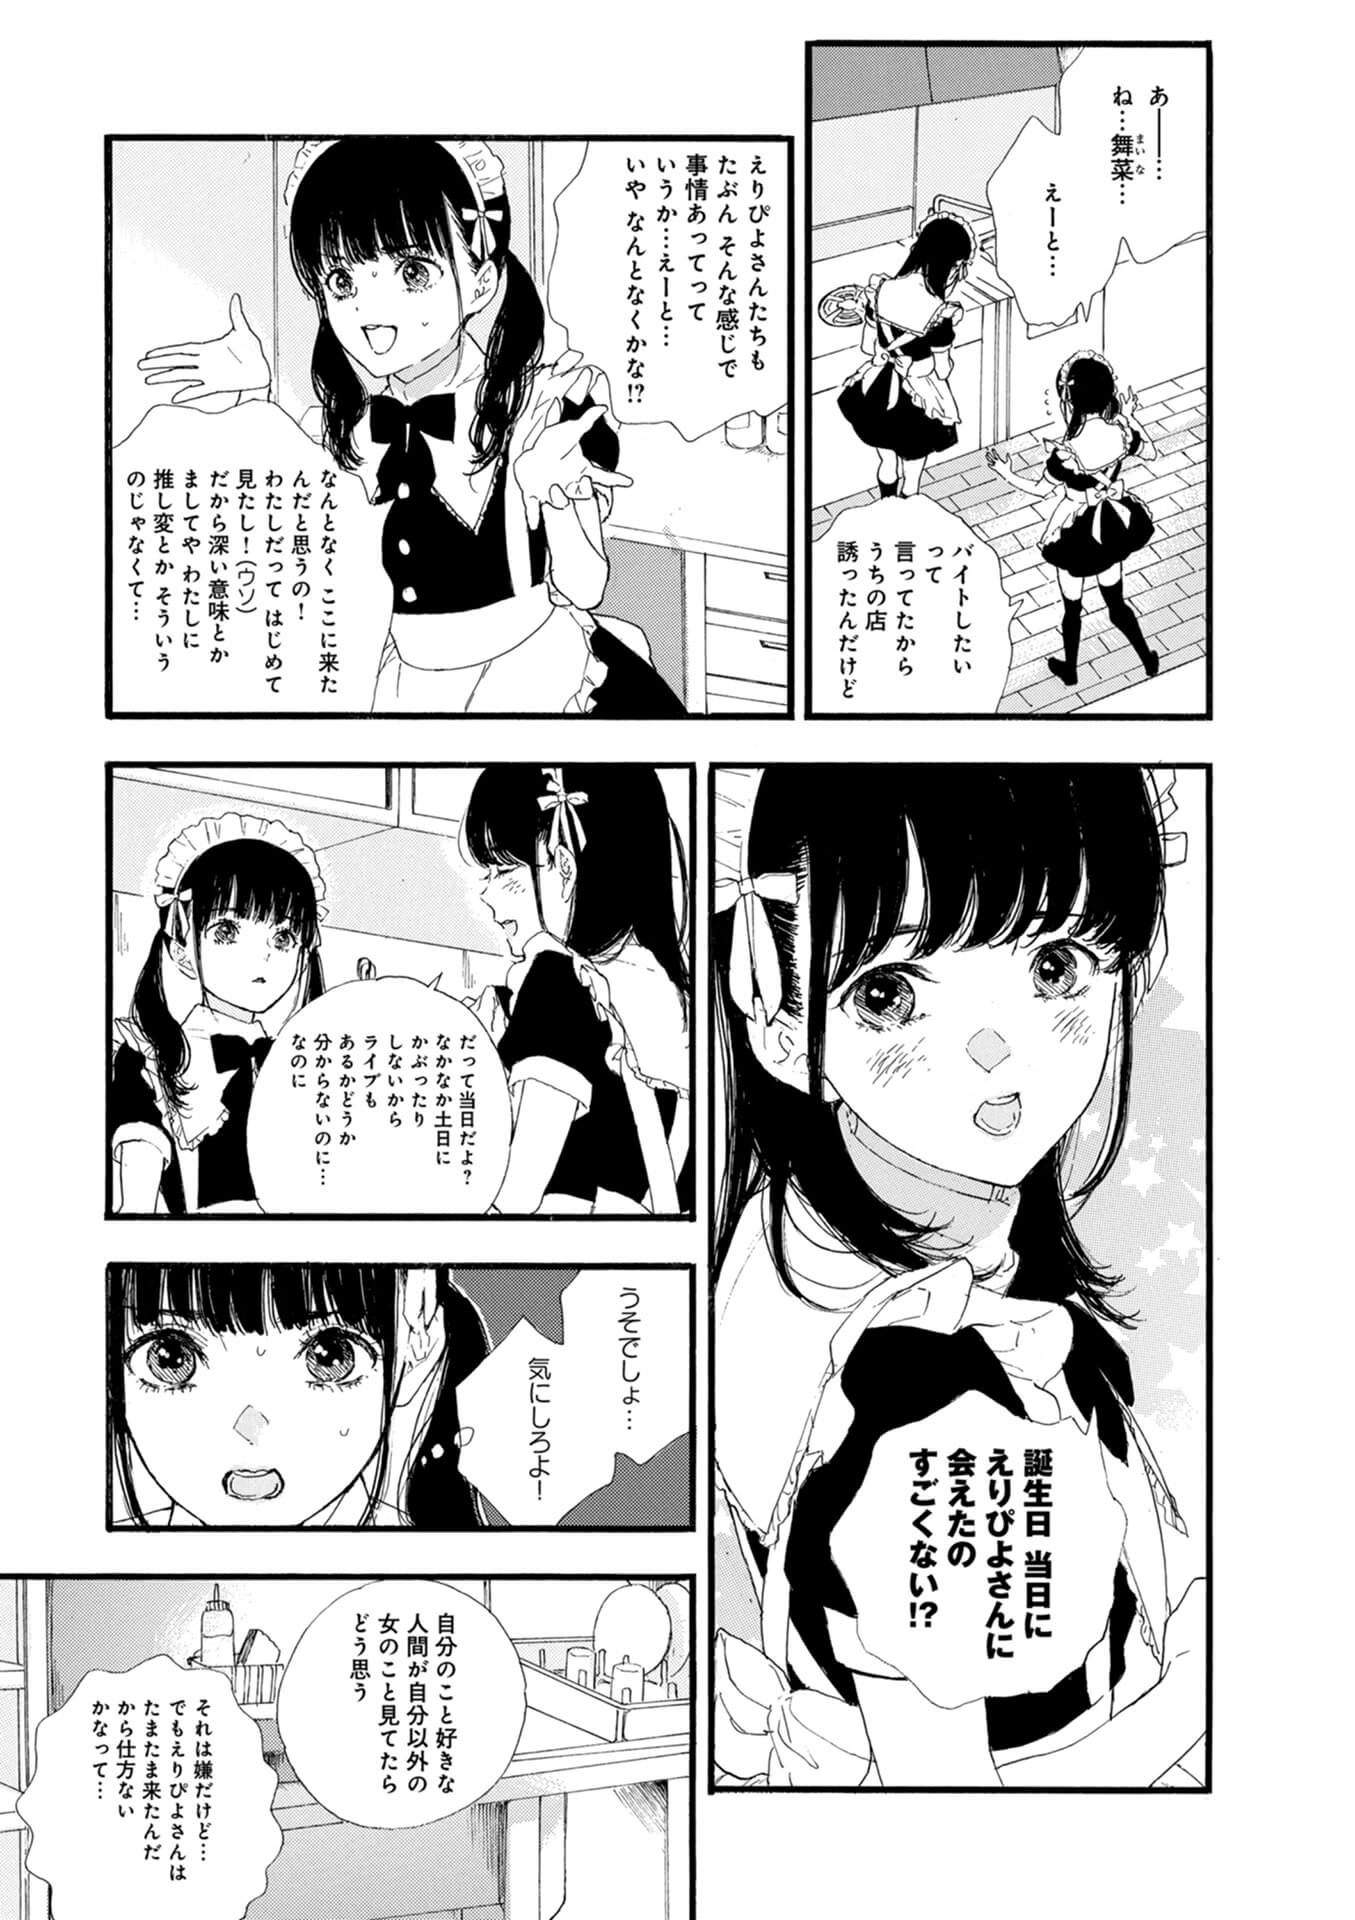 あ——…
ね…舞菜…
まいな
えーと…
バイトしたい
って
言ってたから
うちの店
誘ったんだけど
えりぴよさんたちも
たぶん そんな感じで
事情あってって
いうか…えーと…
いや なんとなくかな!?
なんとなく ここに来た
んだと思うの！
わたしだって はじめて
見たし！（ウソ）
だから深い意味とか
ましてや わたしに
推し変とか そういう
のじゃなくて…
誕生日 当日に
えりぴよさんに
会えたの
すごくない!?
だって当日だよ？
なかなか土日に
かぶったり
しないから
ライブも
あるかどうか
分からないのに…
なのに
うそでしょ…
気にしろよ！
自分のこと好きな
人間が自分以外の
女のこと見てたら
どう思う
それは嫌だけど…
でもえりぴよさんは
たまたま来たんだ
から仕方ない
かなって…